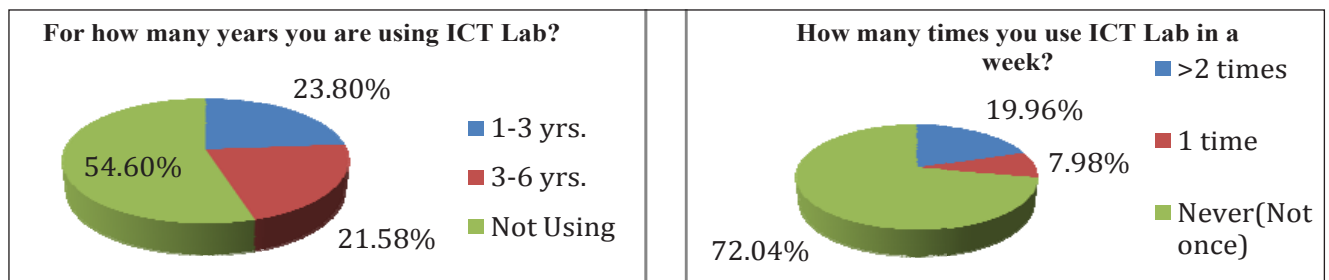 For how many years you are using ICT Lab?
23.80%
54.60%
21.58%
1-3 yrs.
3-6 yrs.
Not Using
How many times you use ICT Lab in a
week?
19.96%
7.98%
72.04%
>2 times
1 time
Never(Not
once)